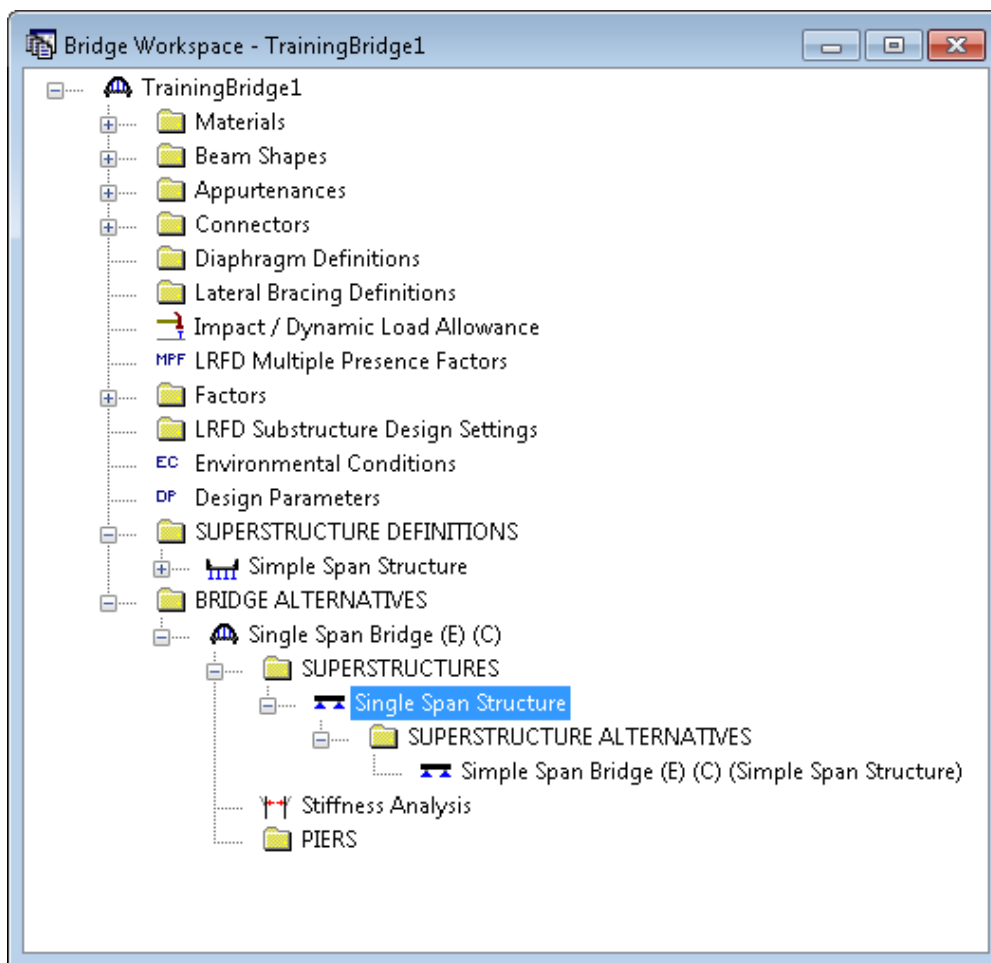 Bridge Workspace - TrainingBridge1
TrainingBridge1
Materials
Beam Shapes
Appurtenances
Connectors
Diaphragm Definitions
Lateral Bracing Definitions
Impact / Dynamic Load Allowance
MPF LRFD Multiple Presence Factors
Factors
LRFD Substructure Design Settings
EC Environmental Conditions
DP Design Parameters
SUPERSTRUCTURE DEFINITIONS
Simple Span Structure
BRIDGE ALTERNATIVES
Single Span Bridge (E) (C)
SUPERSTRUCTURES
Single Span Structure
SUPERSTRUCTURE ALTERNATIVES
Simple Span Bridge (E) (C) (Simple Span Structure)
Stiffness Analysis
PIERS